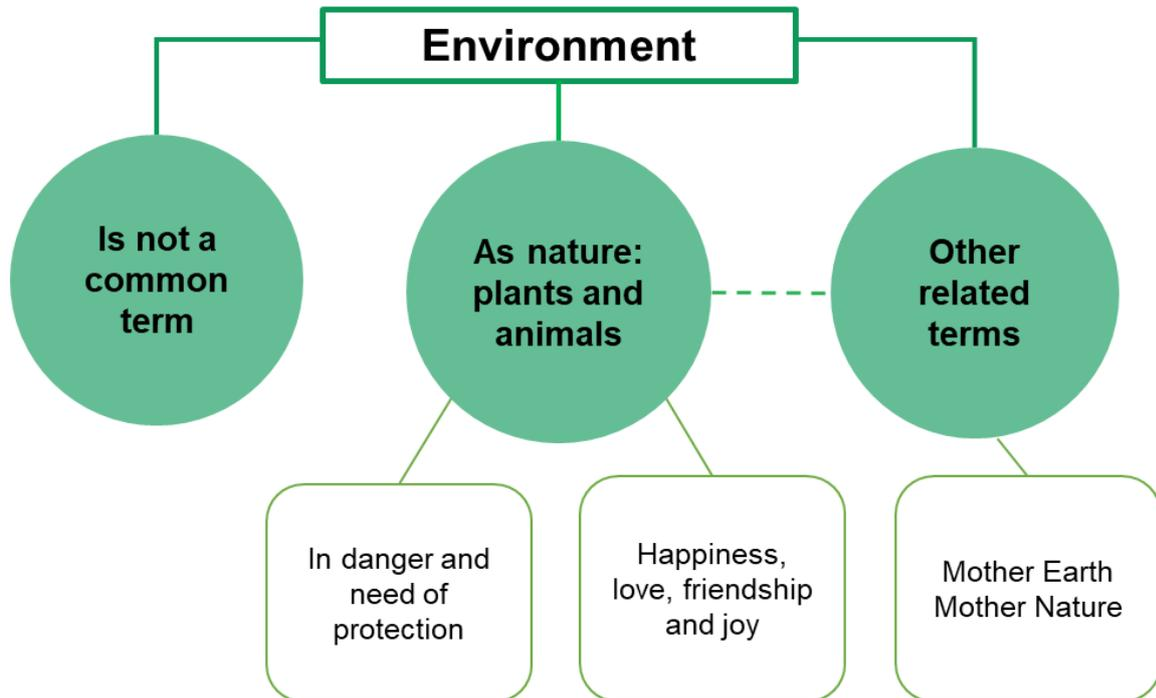 Environment
Is not a
common
term
As nature:
plants and
animals
Other
related
terms
In danger and
need of
protection
Happiness,
love, friendship
and joy
Mother Earth
Mother Nature